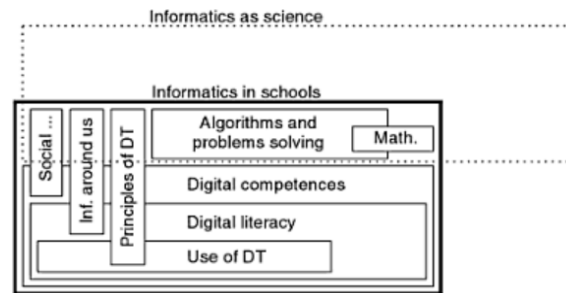 Informatics as science
Informatics in schools
Social ...
Inf. around us
Principles of DT
Algorithms and
problems solving
Math.
Digital competences
Digital literacy
Use of DT